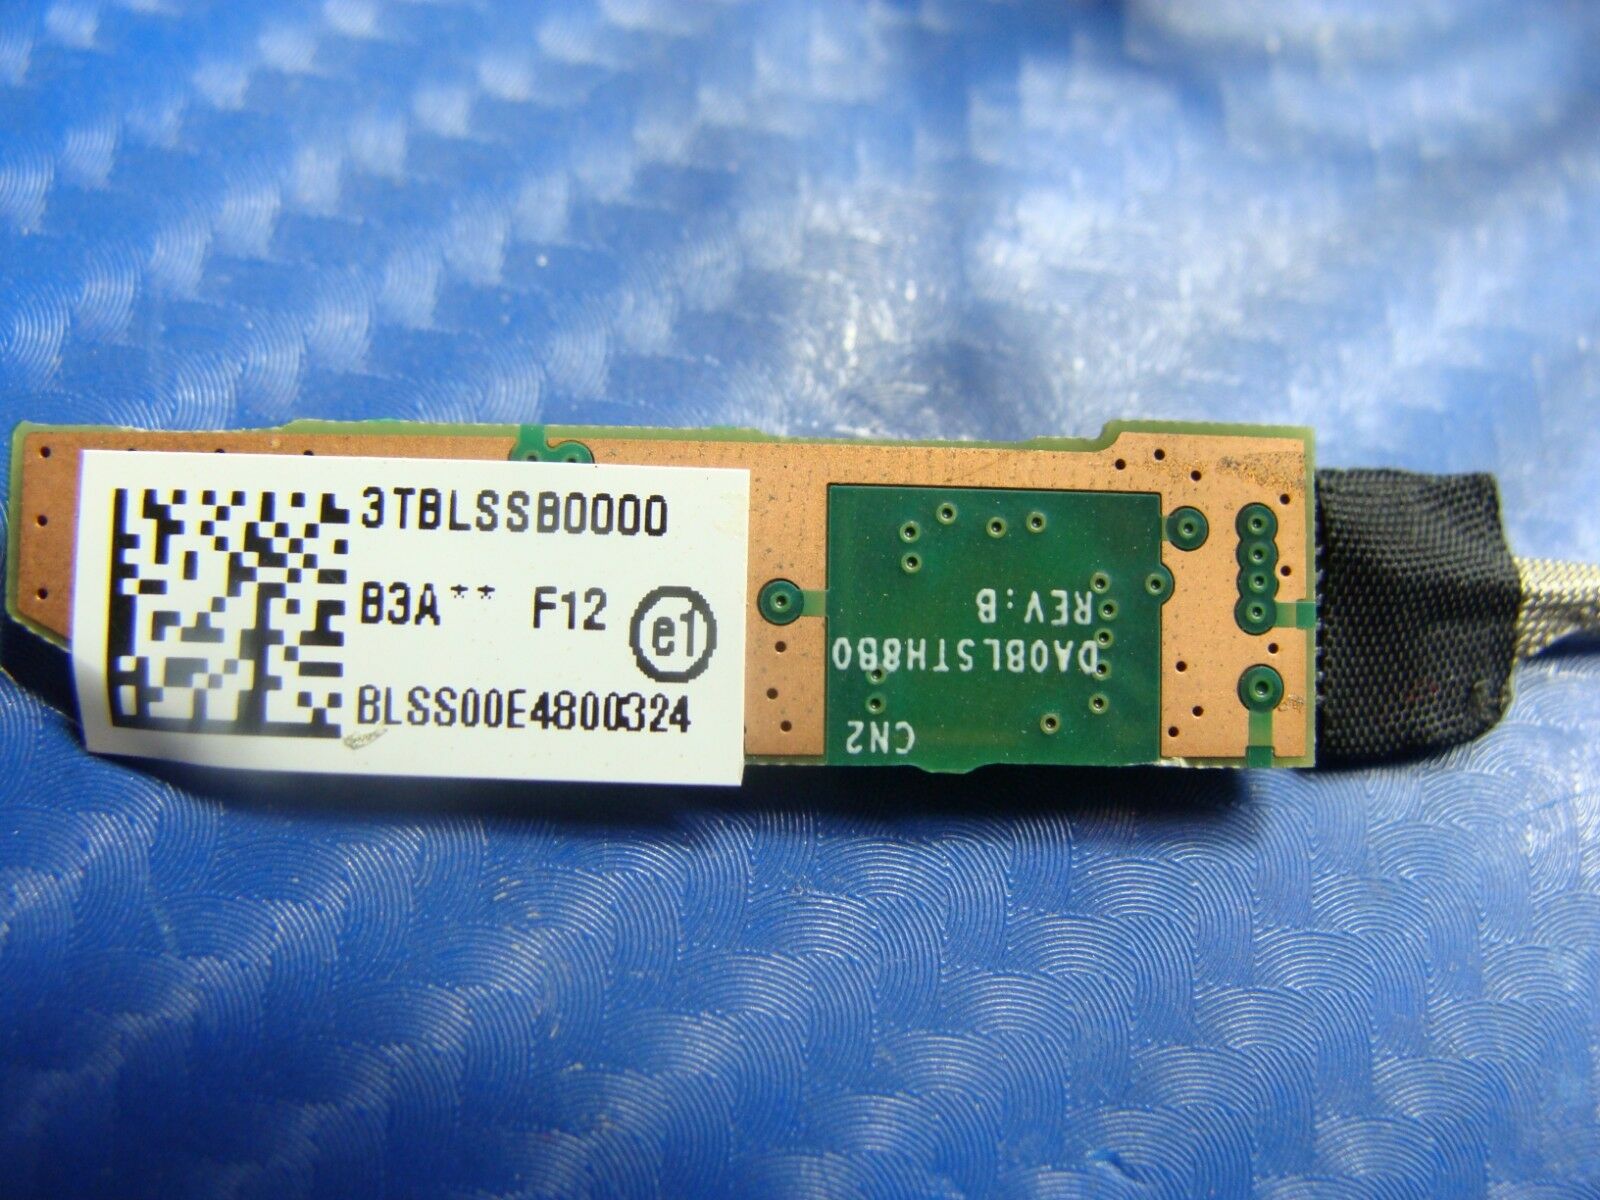 3TBLSSB0000
B3A** F12 e1
BLSS00E4800324
CN2
DA0BLSTH8B0
REV:B